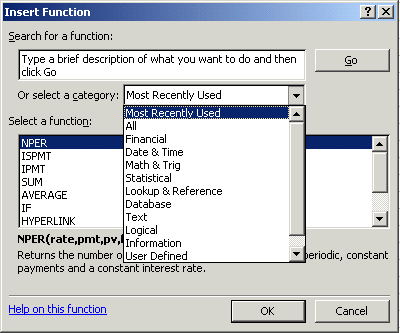 Insert Function
Search for a function:
Type a brief description of what you want to do and then
click Go
Go
Or select a category: Most Recently Used
Most Recently Used
All
Financial
Date & Time
Math & Trig
Statistical
Lookup & Reference
Database
Text
Logical
Information
User Defined
Select a function:
NPER
ISPMT
IPMT
SUM
AVERAGE
IF
HYPERLINK
NPER(rate,pmt,pv,
Returns the number o periodic, constant
payments and a constant interest rate.
Help on this function
OK
Cancel